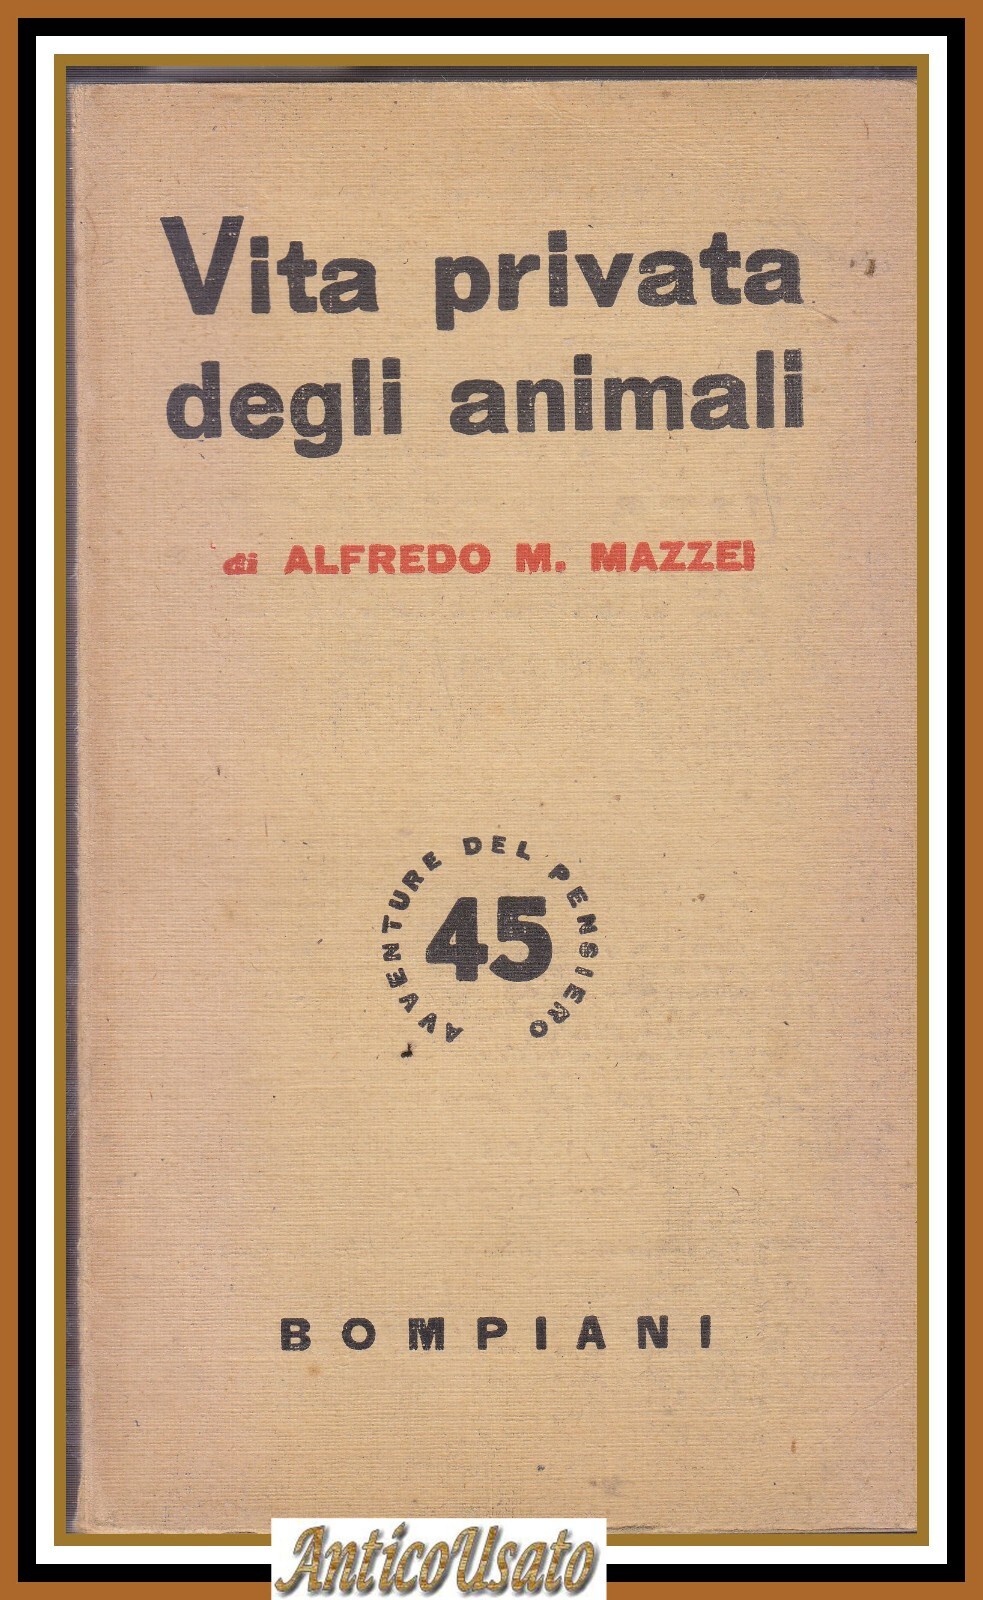 Vita privata
degli animali
di ALFREDO M. MAZZEI
AVVENTURE DEL PENSIERO
45
BOMPIANI
AnticoUsato